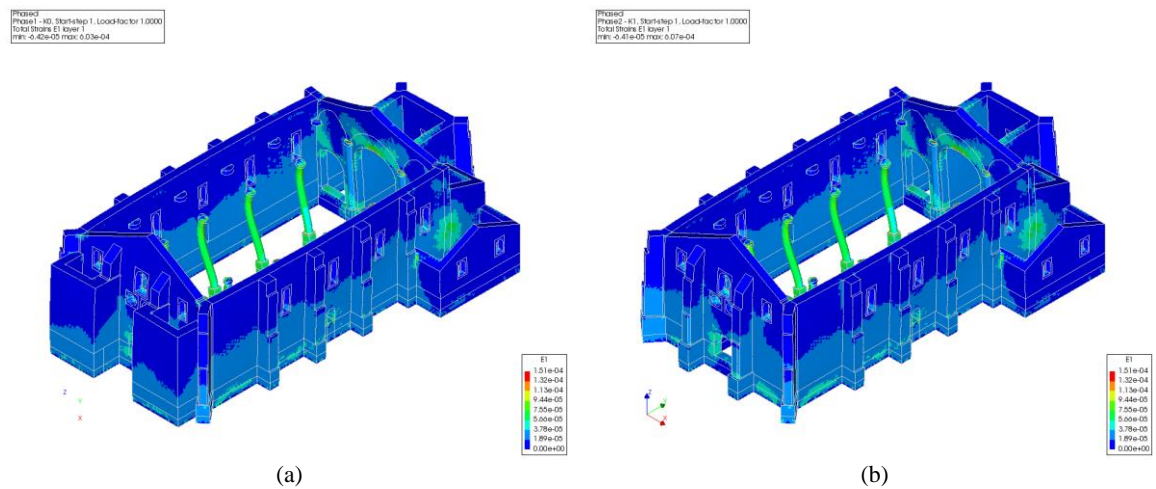 Phased
Phase1 - K0, Start-step 1, Load-factor 1.0000
Total Strains E1 layer 1
min: -6.42e-05 max: 6.03e-04
Phased
Phase2 - K1, Start-step 1, Load-factor 1.0000
Total Strains E1 layer 1
min: -6.41e-05 max: 6.07e-04
Z
Y
X
E1
1.51e-04
1.32e-04
1.13e-04
9.44e-05
7.55e-05
5.66e-05
3.78e-05
1.89e-05
0.00e+00
Z
Y
X
E1
1.51e-04
1.32e-04
1.13e-04
9.44e-05
7.55e-05
5.66e-05
3.78e-05
1.89e-05
0.00e+00
(a)
(b)